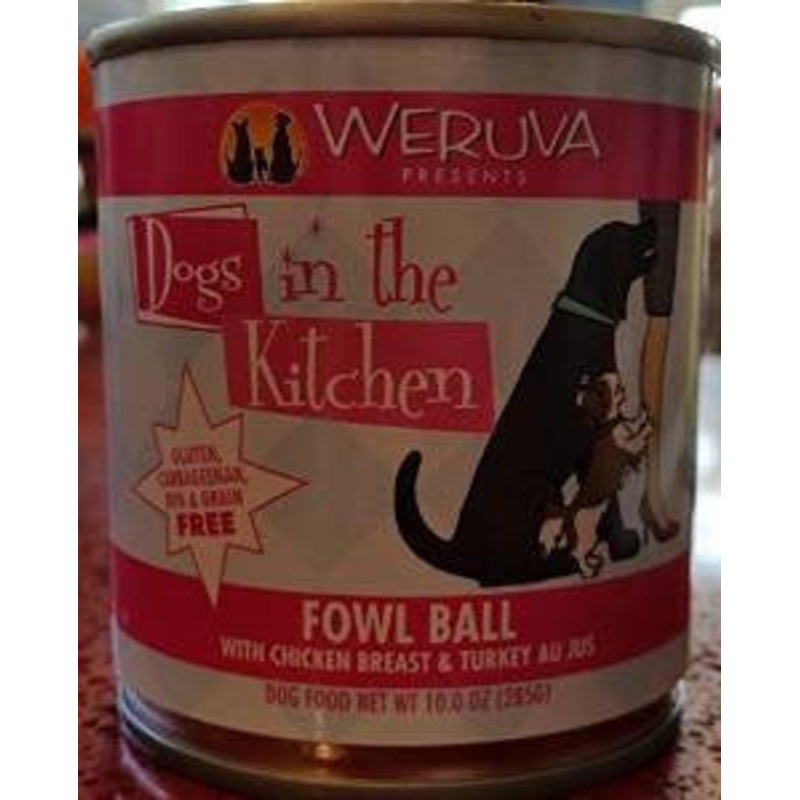 WERUVA
PRESENTS
Dogs in the
Kitchen
GLUTEN,
CARRAGEENAN,
GMO & GRAIN
FREE
FOWL BALL
WITH CHICKEN BREAST & TURKEY AU JUS
DOG FOOD NET WT 10.0 OZ (285G)